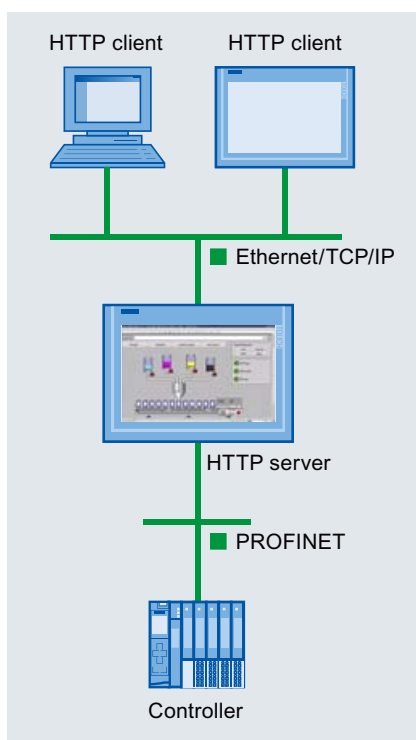 HTTP client
HTTP client
Ethernet/TCP/IP
HTTP server
PROFINET
Controller